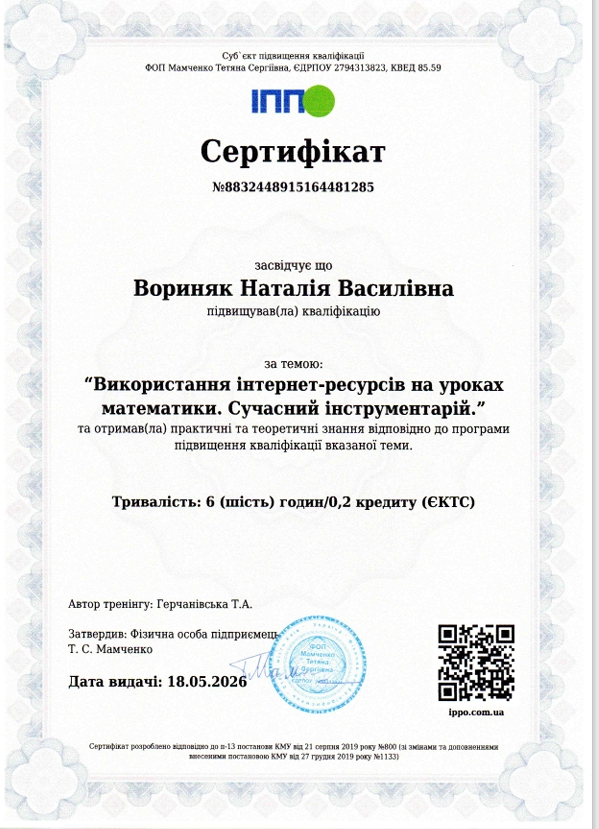 Суб`єкт підвищення кваліфікації
ФОП Мамченко Тетяна Сергіївна, ЄДРПОУ 2794313823, КВЕД 85.59
ІППО
Сертифікат
№8832448915164481285
засвідчує що
Вориняк Наталія Василівна
підвищував(ла) кваліфікацію
за темою:
“Використання інтернет-ресурсів на уроках
математики. Сучасний інструментарій.”
та отримав(ла) практичні та теоретичні знання відповідно до програми
підвищення кваліфікації вказаної теми.
Тривалість: 6 (шість) годин/0,2 кредиту (ЄКТС)
Автор тренінгу: Герчанівська Т.А.
Затвердив: Фізична особа підприємець
Т. С. Мамченко
ФОП
Мамченко
Тетяна
Сергіївна
Дата видачі: 18.05.2026
ippo.com.ua
Сертифікат розроблено відповідно до п-13 постанови КМУ від 21 серпня 2019 року №800 (зі змінами та доповненнями
внесеними постановою КМУ від 27 грудня 2019 року №1133)